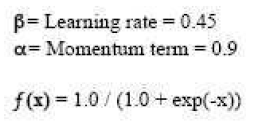 β= Learning rate = 0.45
α= Momentum term = 0.9
f(x) = 1.0 / (1.0 + exp(-x))